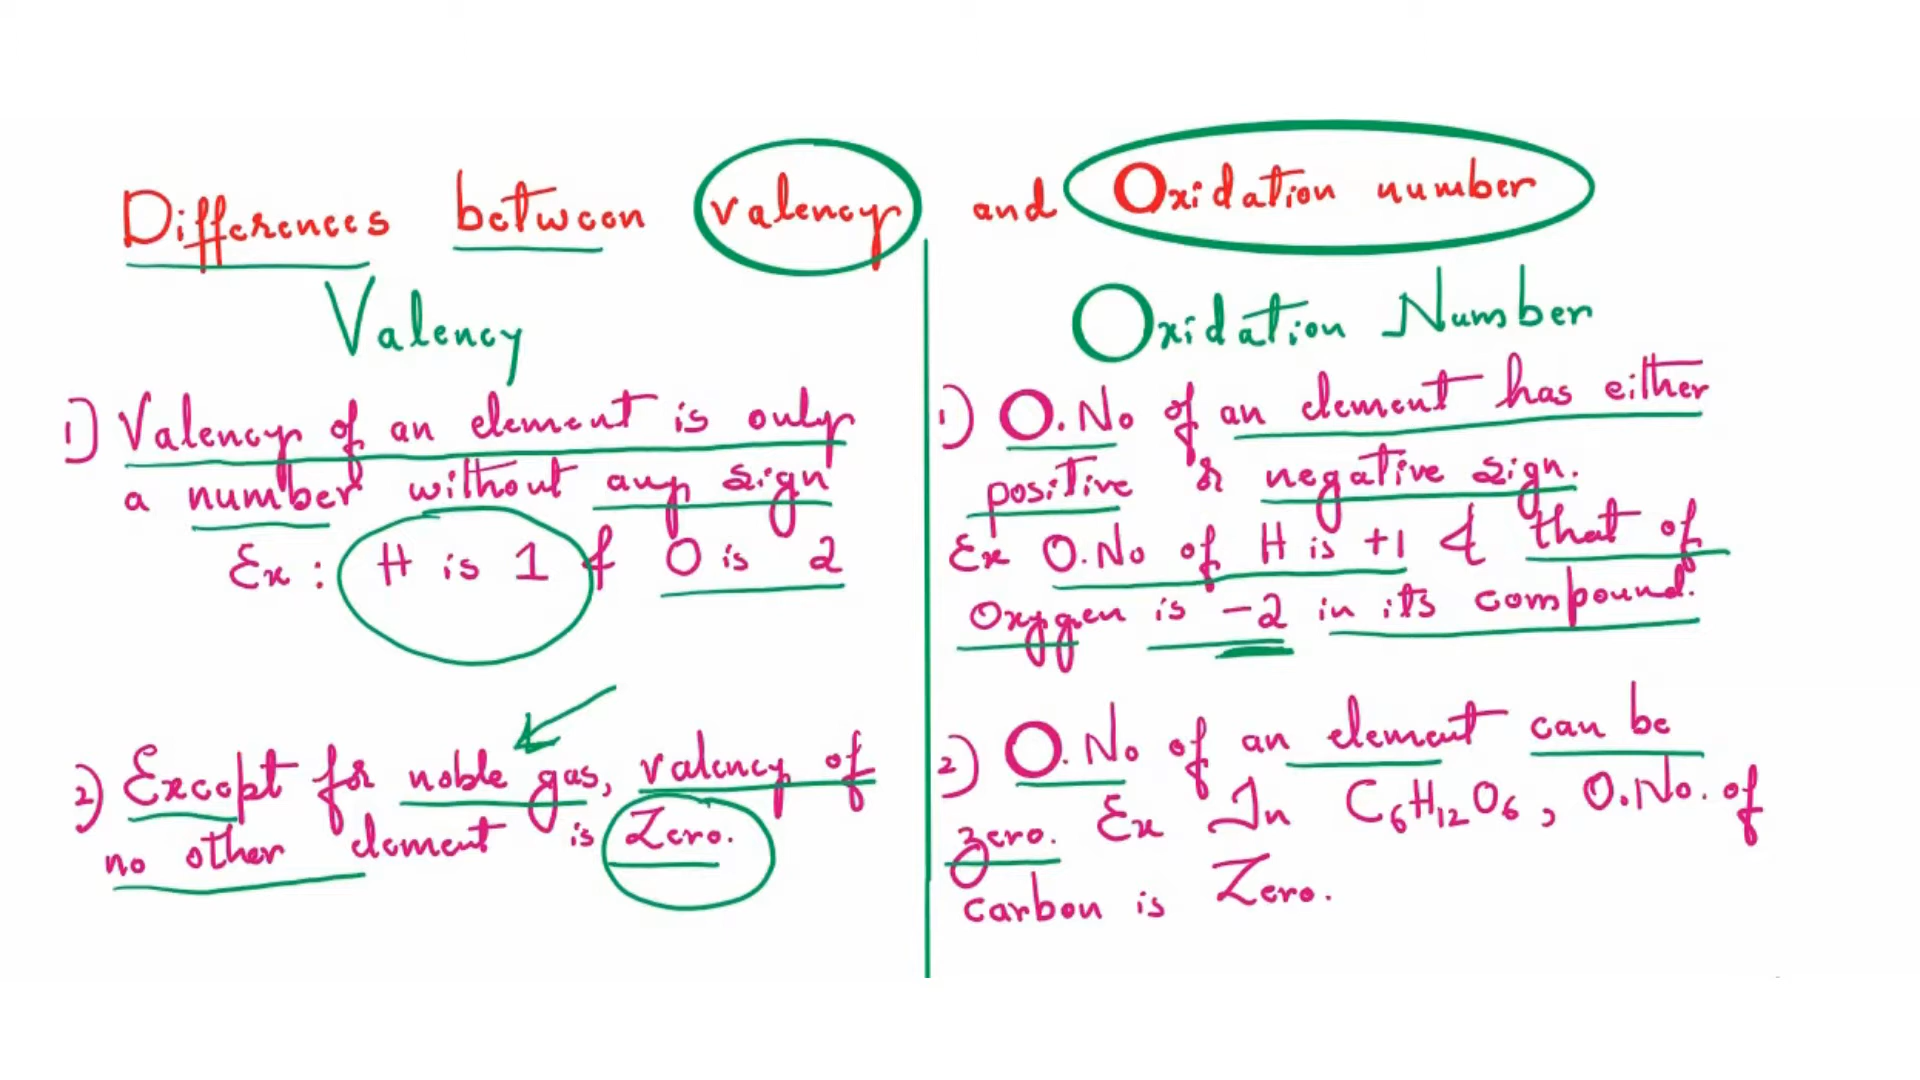 Differences between valency and Oxidation number
Valency
1) Valency of an element is only
a number without any sign
Ex : H is 1 & O is 2
2) Except for noble gas, valency of
no other element is Zero.
Oxidation Number
1) O.No of an element has either
positive or negative sign.
Ex O.No of H is +1 & that of
Oxygen is -2 in its compound.
2) O.No of an element can be
zero. Ex In C₆H₁₂O₆, O.No. of
carbon is Zero.